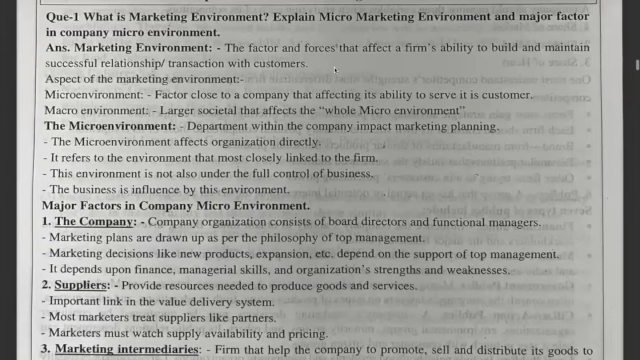 Que-1 What is Marketing Environment? Explain Micro Marketing Environment and major factor
in company micro environment.
Ans. Marketing Environment: - The factor and forces that affect a firm's ability to build and maintain
successful relationship/ transaction with customers.
Aspect of the marketing environment:-
Microenvironment: - Factor close to a company that affecting its ability to serve it is customer.
Macro environment: - Larger societal that affects the "whole Micro environment"
The Microenvironment: - Department within the company impact marketing planning.
- The Microenvironment affects organization directly.
- It refers to the environment that most closely linked to the firm.
- This environment is not also under the full control of business.
- The business is influence by this environment.
Major Factors in Company Micro Environment.
1. The Company: - Company organization consists of board directors and functional managers.
- Marketing plans are drawn up as per the philosophy of top management.
- Marketing decisions like new products, expansion, etc. depend on the support of top management.
- It depends upon finance, managerial skills, and organization's strengths and weaknesses.
2. Suppliers: - Provide resources needed to produce goods and services.
- Important link in the value delivery system.
- Most marketers treat suppliers like partners.
- Marketers must watch supply availability and pricing.
3. Marketing intermediaries: - Firm that help the company to promote, sell and distribute its goods to